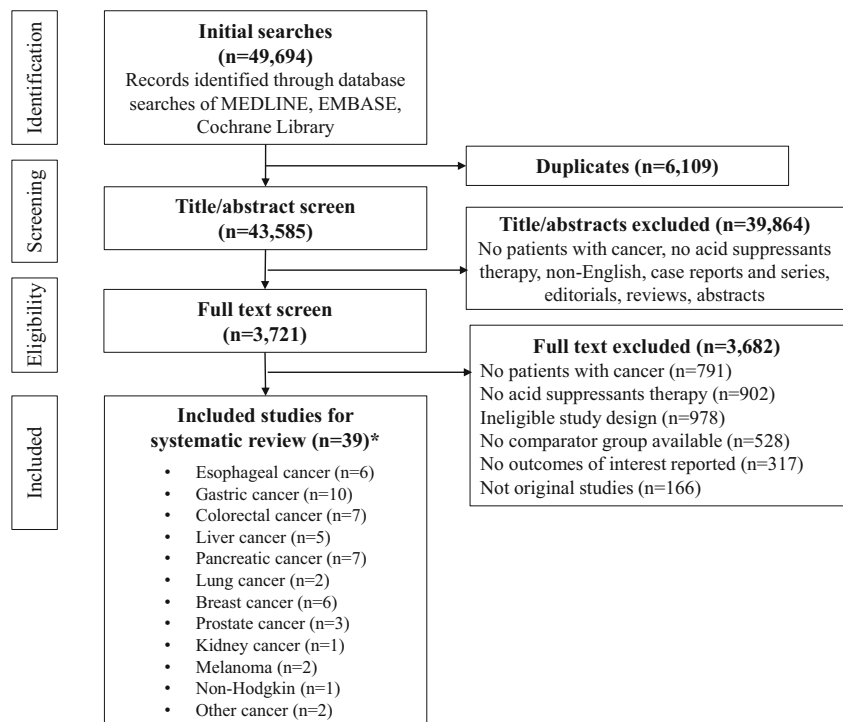 Identification
Initial searches
(n=49,694)
Records identified through database
searches of MEDLINE, EMBASE,
Cochrane Library
Duplicates (n=6,109)
Screening
Title/abstract screen
(n=43,585)
Title/abstracts excluded (n=39,864)
No patients with cancer, no acid suppressants
therapy, non-English, case reports and series,
editorials, reviews, abstracts
Eligibility
Full text screen
(n=3,721)
Full text excluded (n=3,682)
No patients with cancer (n=791)
No acid suppressants therapy (n=902)
Ineligible study design (n=978)
No comparator group available (n=528)
No outcomes of interest reported (n=317)
Not original studies (n=166)
Included
Included studies for
systematic review (n=39)*
• Esophageal cancer (n=6)
• Gastric cancer (n=10)
• Colorectal cancer (n=7)
• Liver cancer (n=5)
• Pancreatic cancer (n=7)
• Lung cancer (n=2)
• Breast cancer (n=6)
• Prostate cancer (n=3)
• Kidney cancer (n=1)
• Melanoma (n=2)
• Non-Hodgkin (n=1)
• Other cancer (n=2)